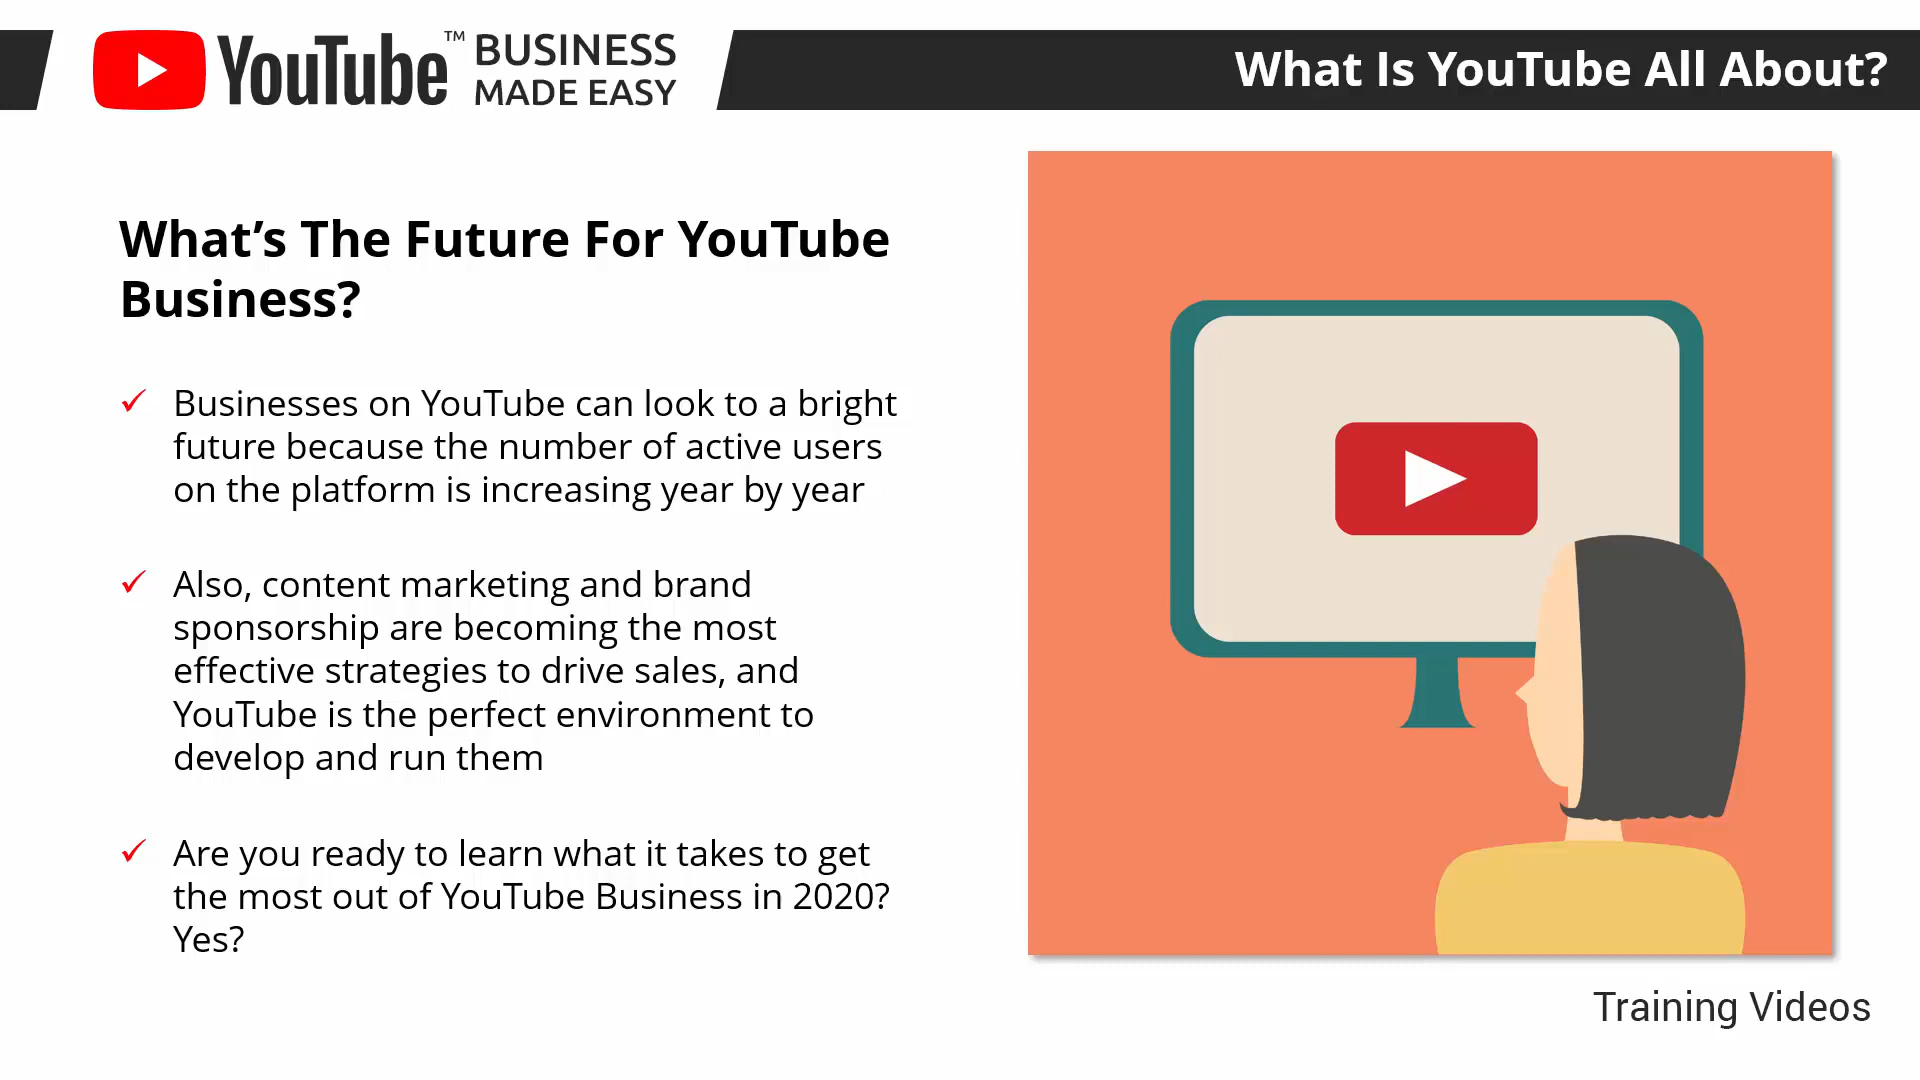 YouTube™ BUSINESS
MADE EASY
What Is YouTube All About?
What’s The Future For YouTube
Business?
✓ Businesses on YouTube can look to a bright
future because the number of active users
on the platform is increasing year by year
✓ Also, content marketing and brand
sponsorship are becoming the most
effective strategies to drive sales, and
YouTube is the perfect environment to
develop and run them
✓ Are you ready to learn what it takes to get
the most out of YouTube Business in 2020?
Yes?
Training Videos